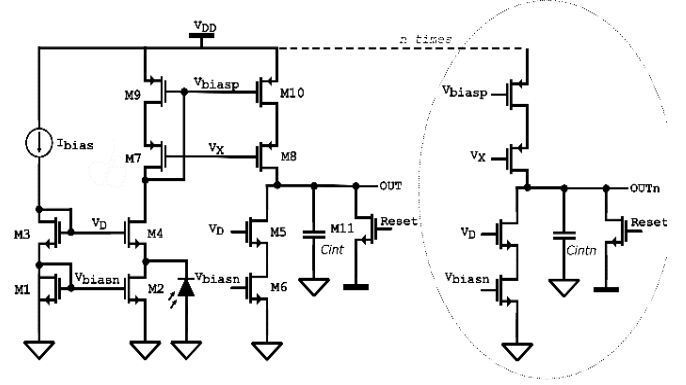 VDD
n times
M9
Vbiasp
M10
Vbiasp
Ibias
M7
VX
M8
VX
OUT
OUTn
M3
VD
M4
M5
M11
Reset
VD
Reset
VD
Cint
Cintn
M1
Vbiasn
M2
Vbiasn
M6
Vbiasn